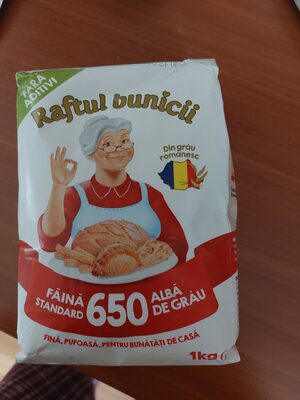 FĂRĂ
ADITIVI
Raftul bunicii
Din grâu
românesc
FĂINĂ
STANDARD
650
ALBĂ
DE GRÂU
FINĂ, PUFOASĂ, PENTRU BUNĂTĂȚI DE CASĂ
1kg